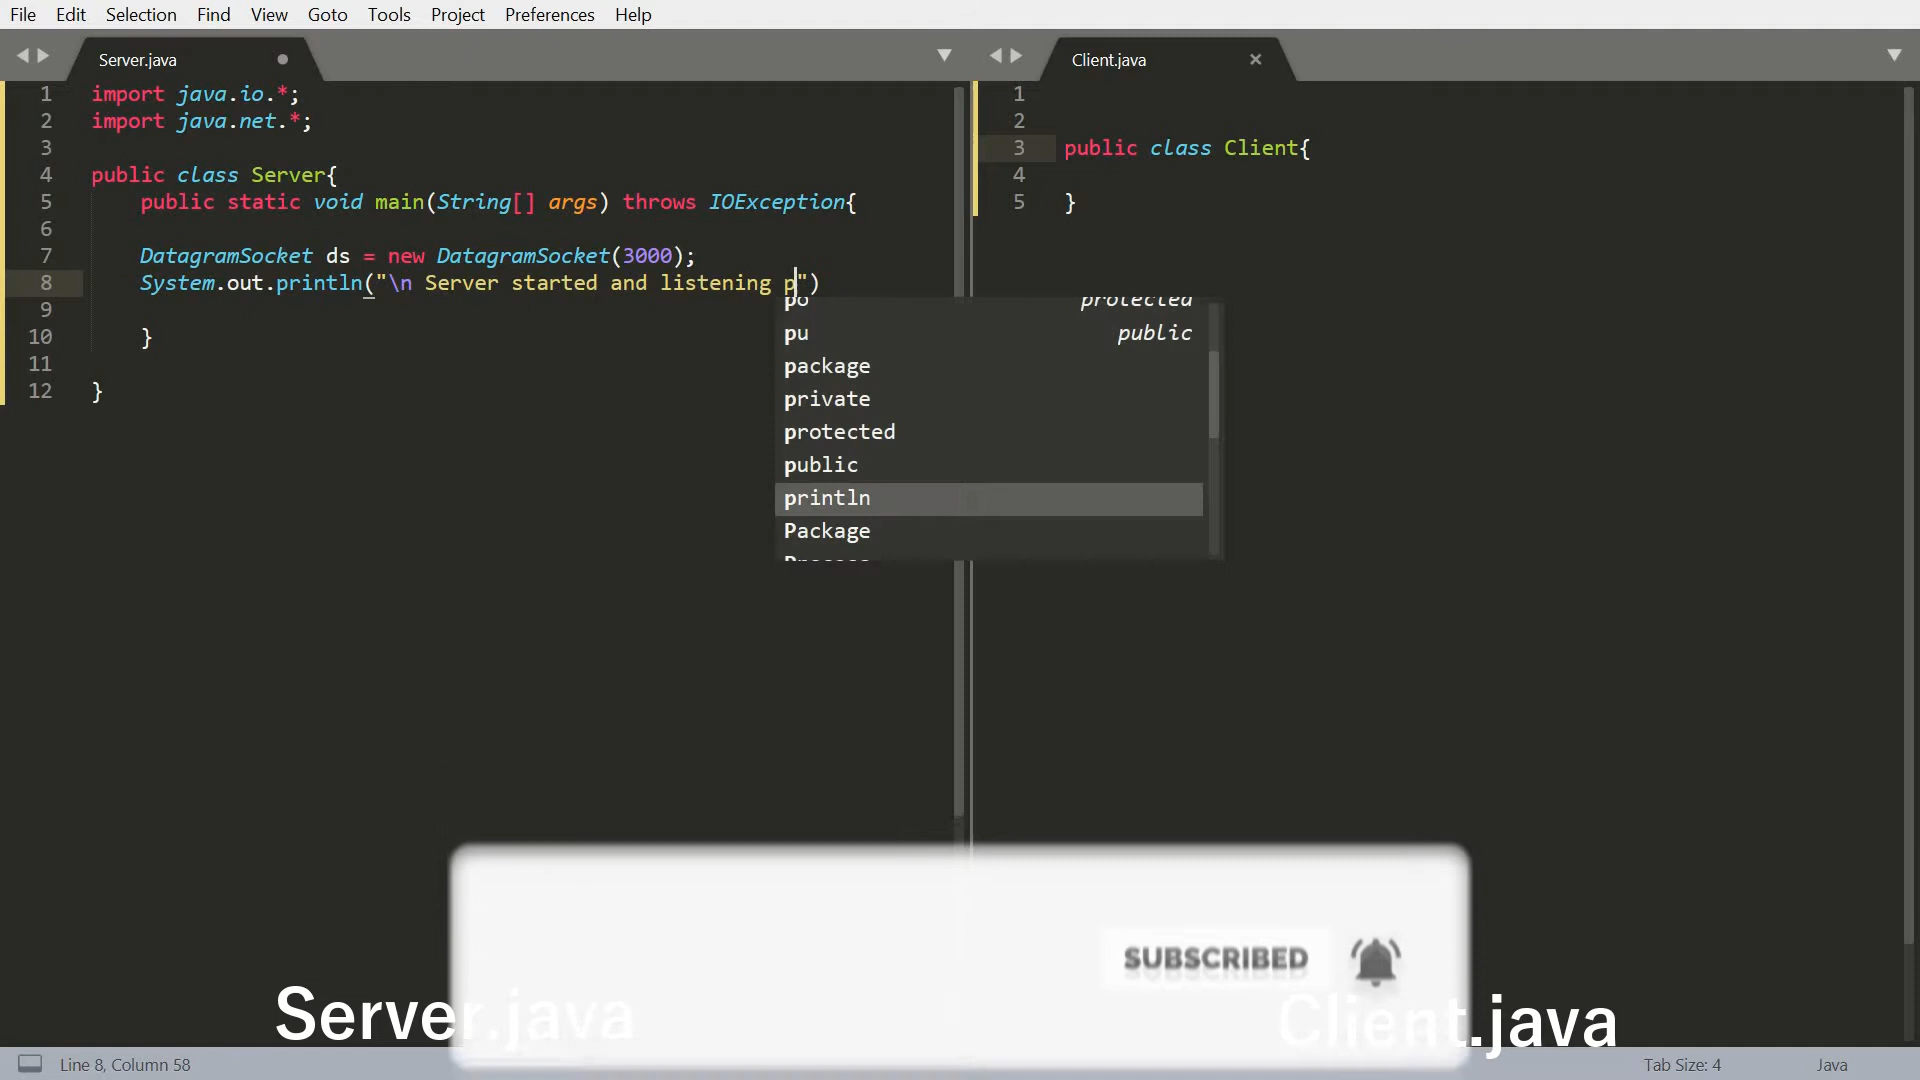 File Edit Selection Find View Goto Tools Project Preferences Help
Server.java
Client.java
1 import java.io.*;
2 import java.net.*;
3
4 public class Server{
5 public static void main(String[] args) throws IOException{
6
7 DatagramSocket ds = new DatagramSocket(3000);
8 System.out.println("\n Server started and listening p")
9
10 }
11
12 }
1
2
3 public class Client{
4
5 }
po protected
pu public
package
private
protected
public
println
Package
SUBSCRIBED
Server.java
Client.java
Line 8, Column 58
Tab Size: 4
Java